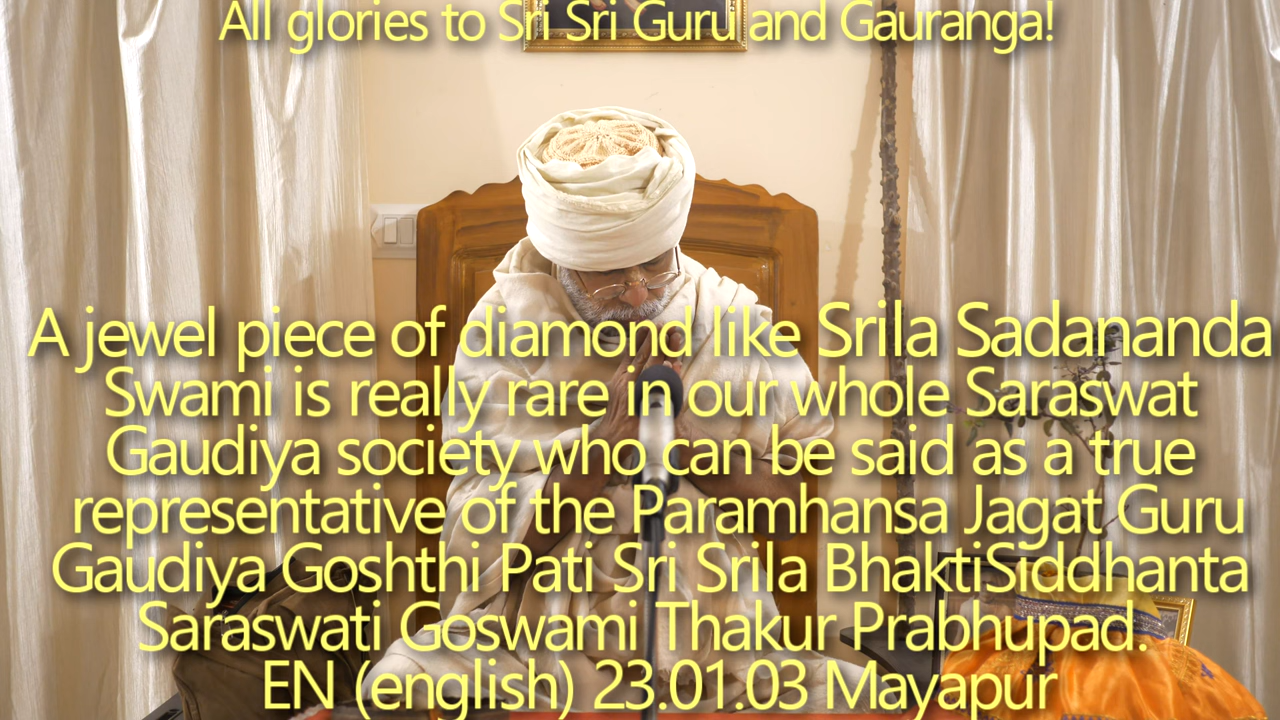 All glories to Sri Sri Guru and Gauranga!
A jewel piece of diamond like Srila Sadananda
Swami is really rare in our whole Saraswat
Gaudiya society who can be said as a true
representative of the Paramhansa Jagat Guru
Gaudiya Goshthi Pati Sri Srila BhaktiSiddhanta
Saraswati Goswami Thakur Prabhupad.
EN (english) 23.01.03 Mayapur